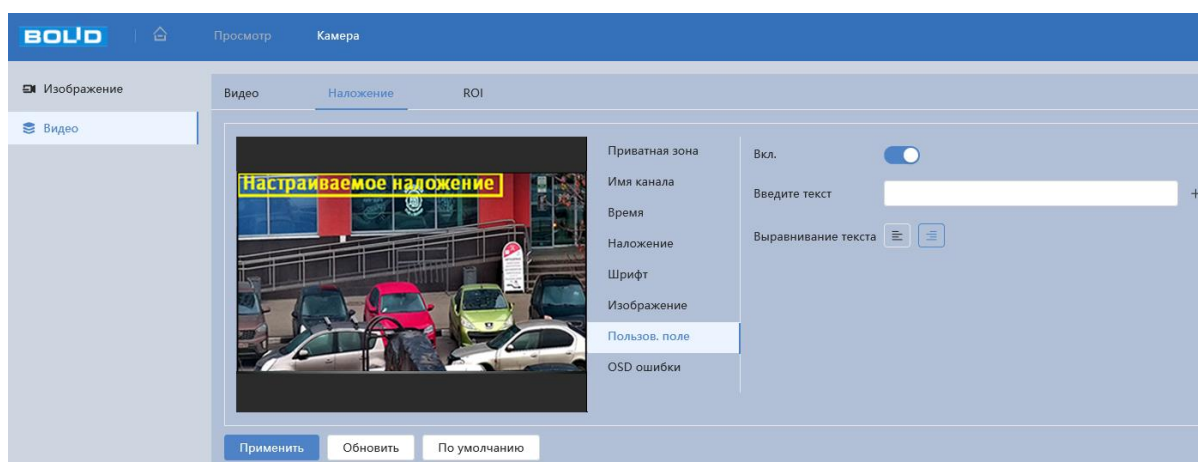 BOLID
Просмотр
Камера
Изображение
Видео
Видео
Наложение
ROI
Настраиваемое наложение
Приватная зона
Имя канала
Время
Наложение
Шрифт
Изображение
Пользов. поле
OSD ошибки
Вкл.
Введите текст
+
Выравнивание текста
Применить
Обновить
По умолчанию